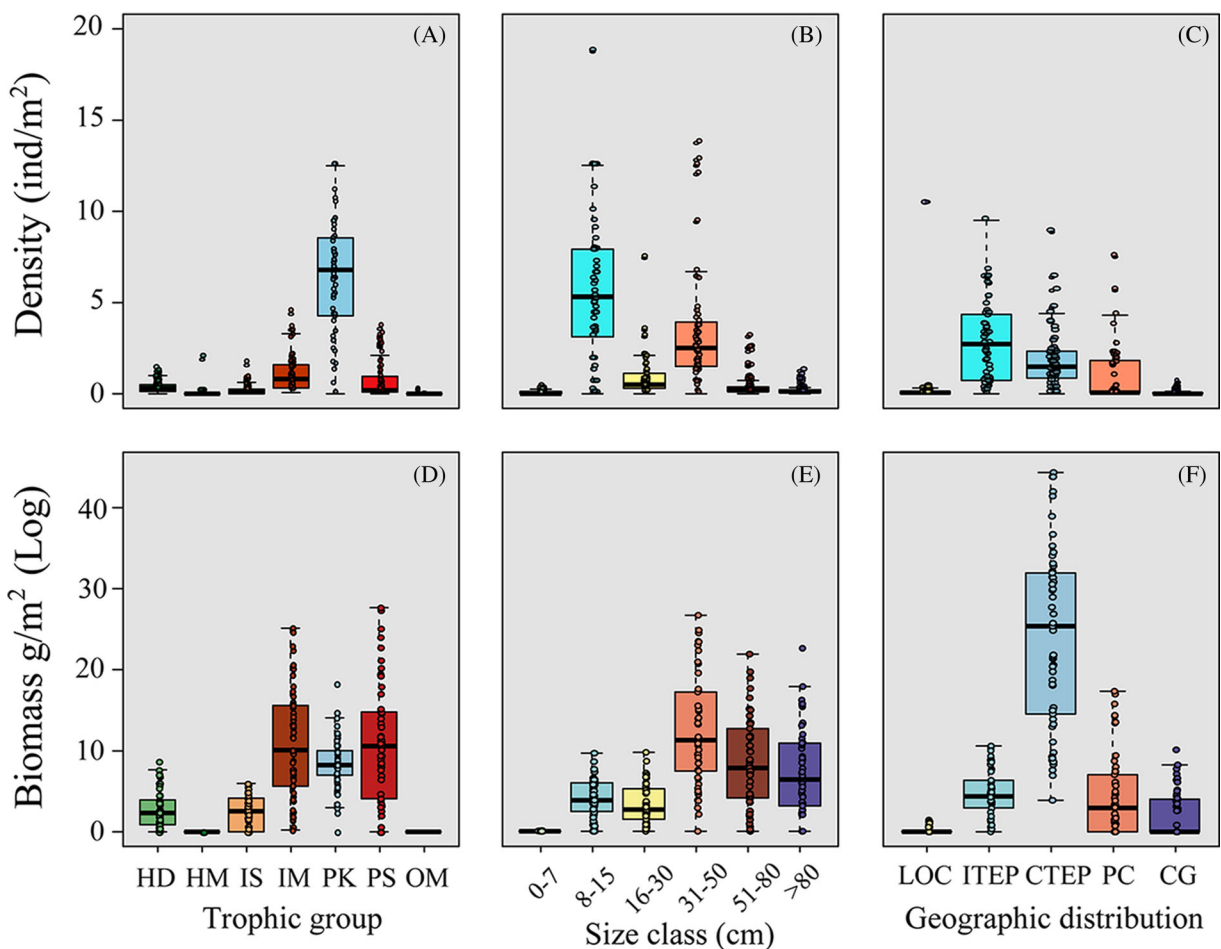 (A)
(B)
(C)
Density (ind/m²)
20
15
10
5
0
(D)
(E)
(F)
Biomass g/m² (Log)
40
30
20
10
0
HD HM IS IM PK PS OM
0-7 8-15 16-30 31-50 51-80 >80
LOC ITEP CTEP PC CG
Trophic group
Size class (cm)
Geographic distribution